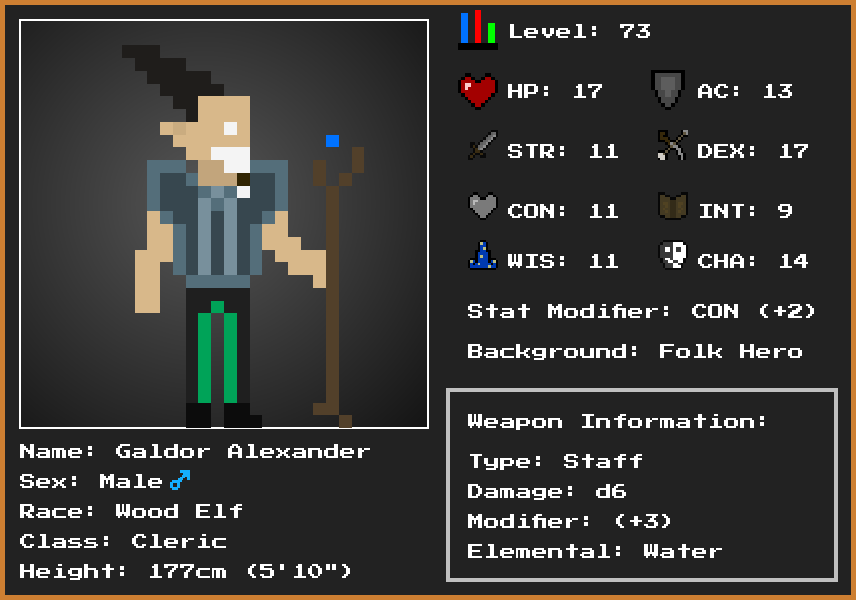 Level: 73
HP: 17 AC: 13
STR: 11 DEX: 17
CON: 11 INT: 9
WIS: 11 CHA: 14
Stat Modifier: CON (+2)
Background: Folk Hero
Weapon Information:
Type: Staff
Damage: d6
Modifier: (+3)
Elemental: Water
Name: Galdor Alexander
Sex: Male♂
Race: Wood Elf
Class: Cleric
Height: 177cm (5'10")